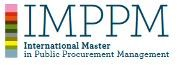 IMPPM
International Master
in Public Procurement Management